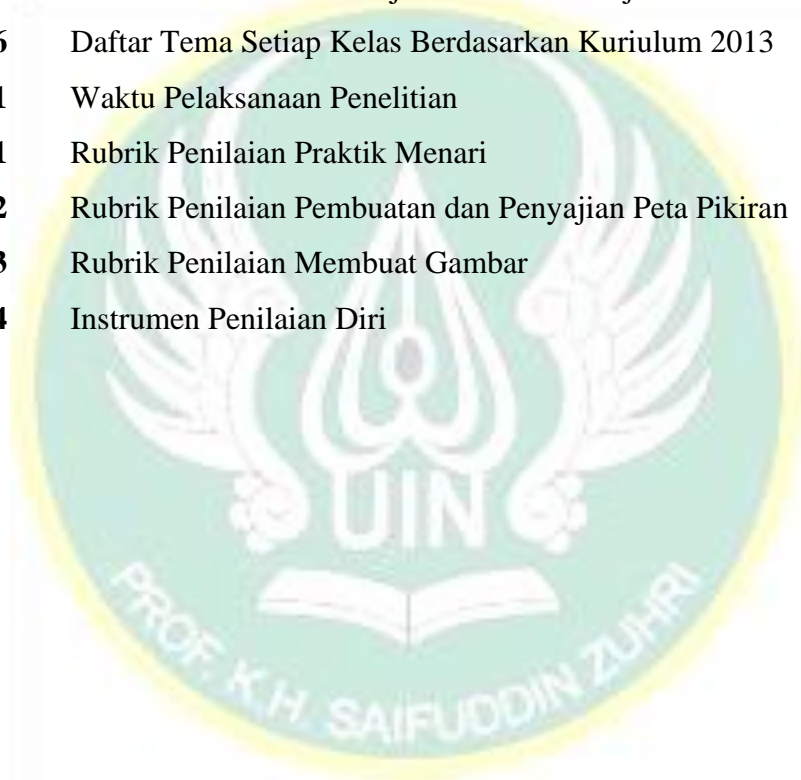 6 Daftar Tema Setiap Kelas Berdasarkan Kuriulum 2013
1 Waktu Pelaksanaan Penelitian
1 Rubrik Penilaian Praktik Menari
2 Rubrik Penilaian Pembuatan dan Penyajian Peta Pikiran
3 Rubrik Penilaian Membuat Gambar
4 Instrumen Penilaian Diri
UIN
PROF. K.H. SAIFUDDIN ZUHRI